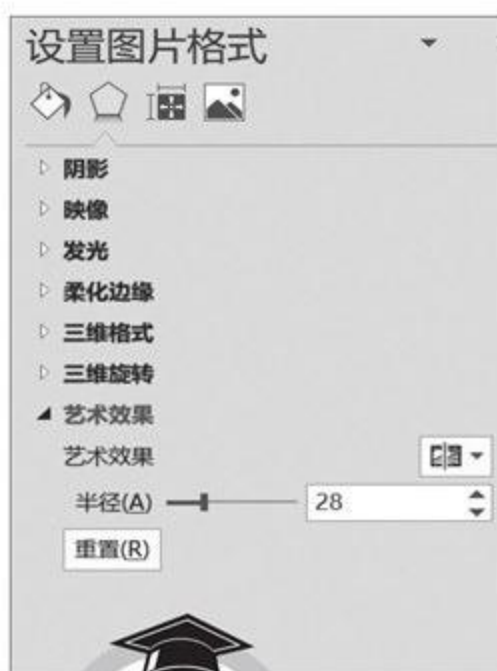 设置图片格式
阴影
映像
发光
柔化边缘
三维格式
三维旋转
艺术效果
艺术效果
半径(A) 28
重置(R)